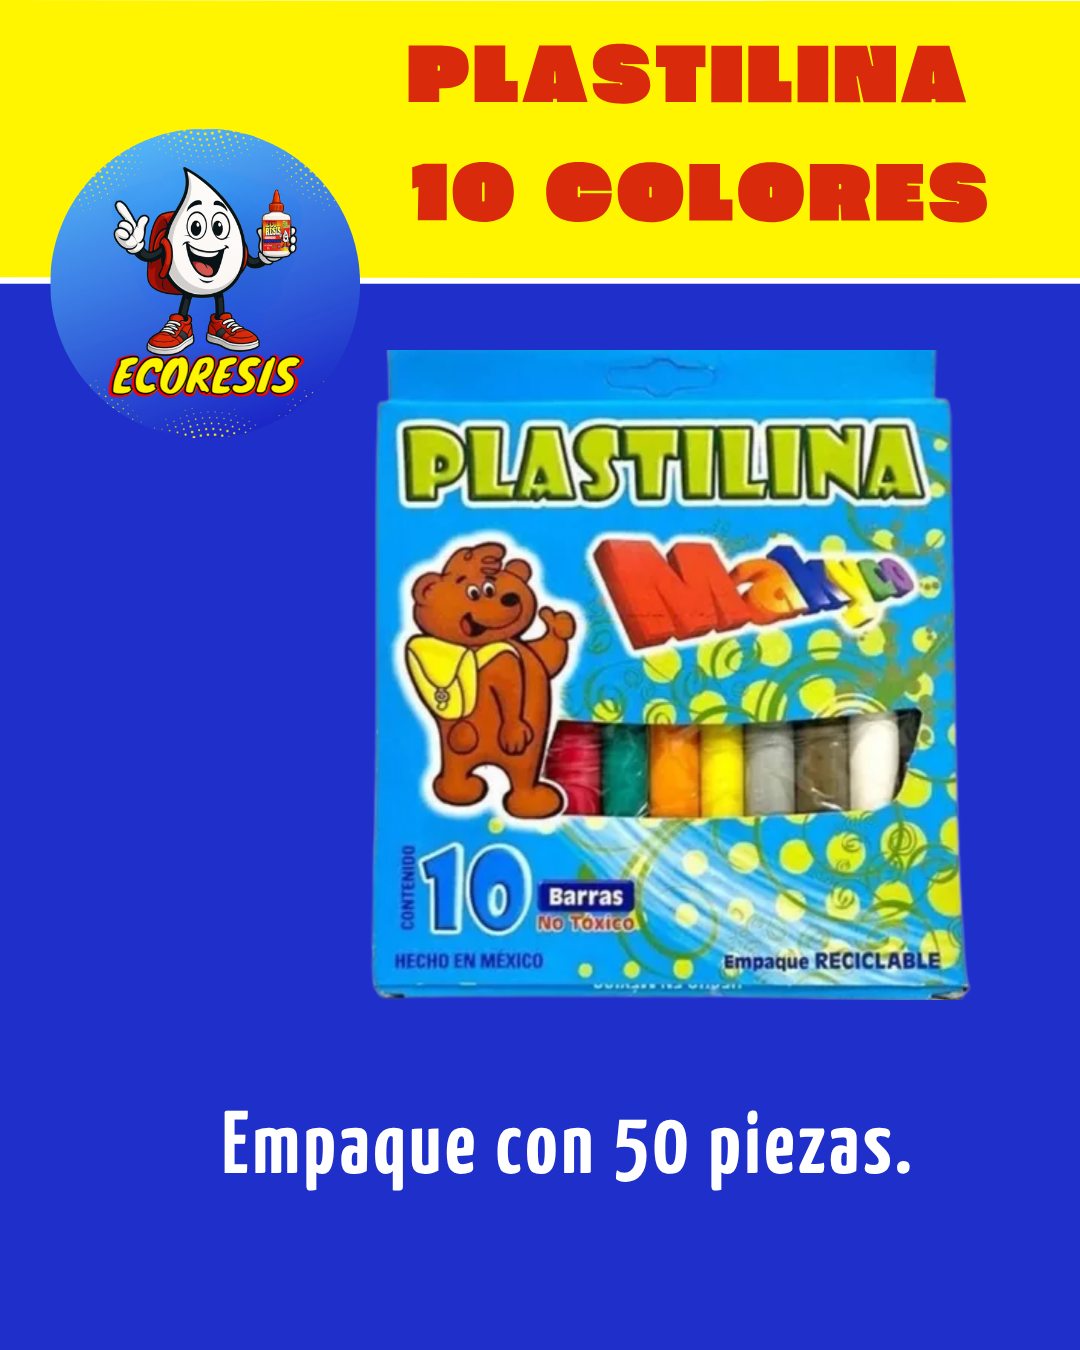 PLASTILINA
10 COLORES
ECORESIS
PLASTILINA
Makyco
CONTENIDO
10
Barras
No Tóxico
HECHO EN MÉXICO
Empaque RECICLABLE
Empaque con 50 piezas.